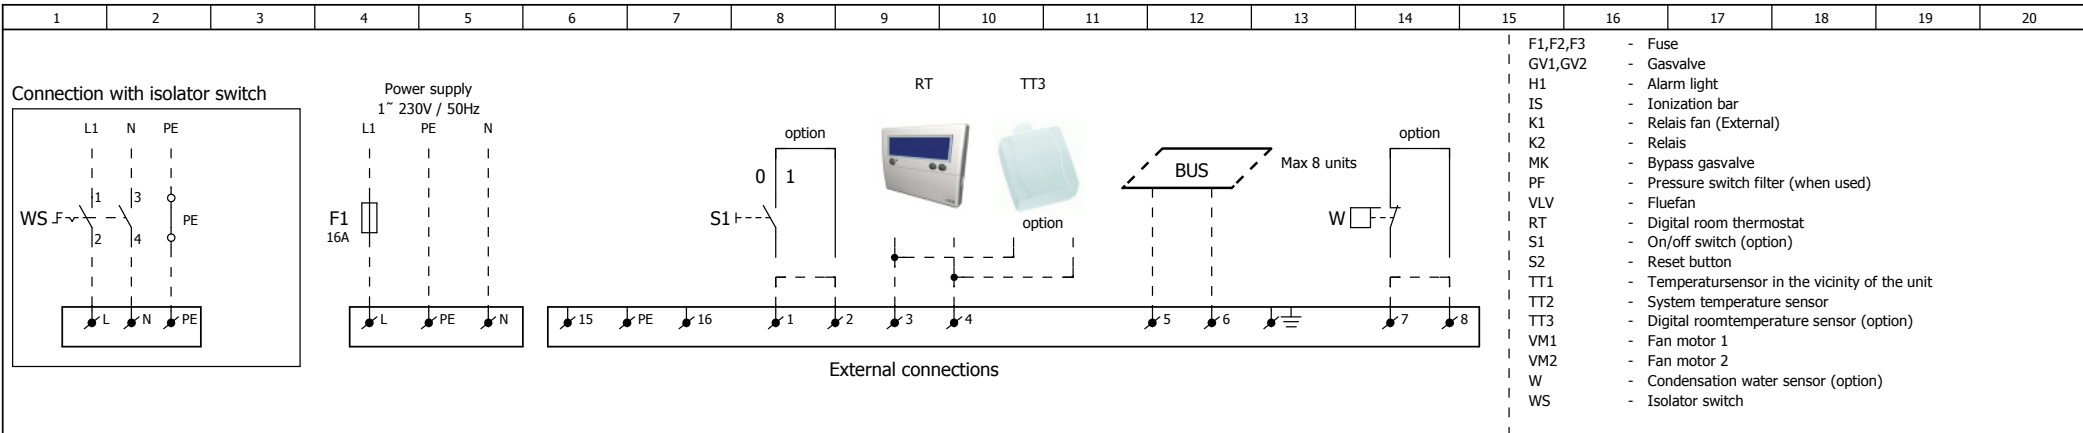 1 2 3 4 5 6 7 8 9 10 11 12 13 14 15 16 17 18 19 20
Connection with isolator switch
L1 N PE
WS
1 3
2 4
PE
L N PE
Power supply
1~ 230V / 50Hz
L1 PE N
F1
16A
L PE N
option
0 1
S1
RT TT3
option
BUS
Max 8 units
option
W
15 PE 16 1 2 3 4 5 6 7 8
External connections
F1,F2,F3 - Fuse
GV1,GV2 - Gasvalve
H1 - Alarm light
IS - Ionization bar
K1 - Relais fan (External)
K2 - Relais
MK - Bypass gasvalve
PF - Pressure switch filter (when used)
VLV - Fluefan
RT - Digital room thermostat
S1 - On/off switch (option)
S2 - Reset button
TT1 - Temperatursensor in the vicinity of the unit
TT2 - System temperature sensor
TT3 - Digital roomtemperature sensor (option)
VM1 - Fan motor 1
VM2 - Fan motor 2
W - Condensation water sensor (option)
WS - Isolator switch